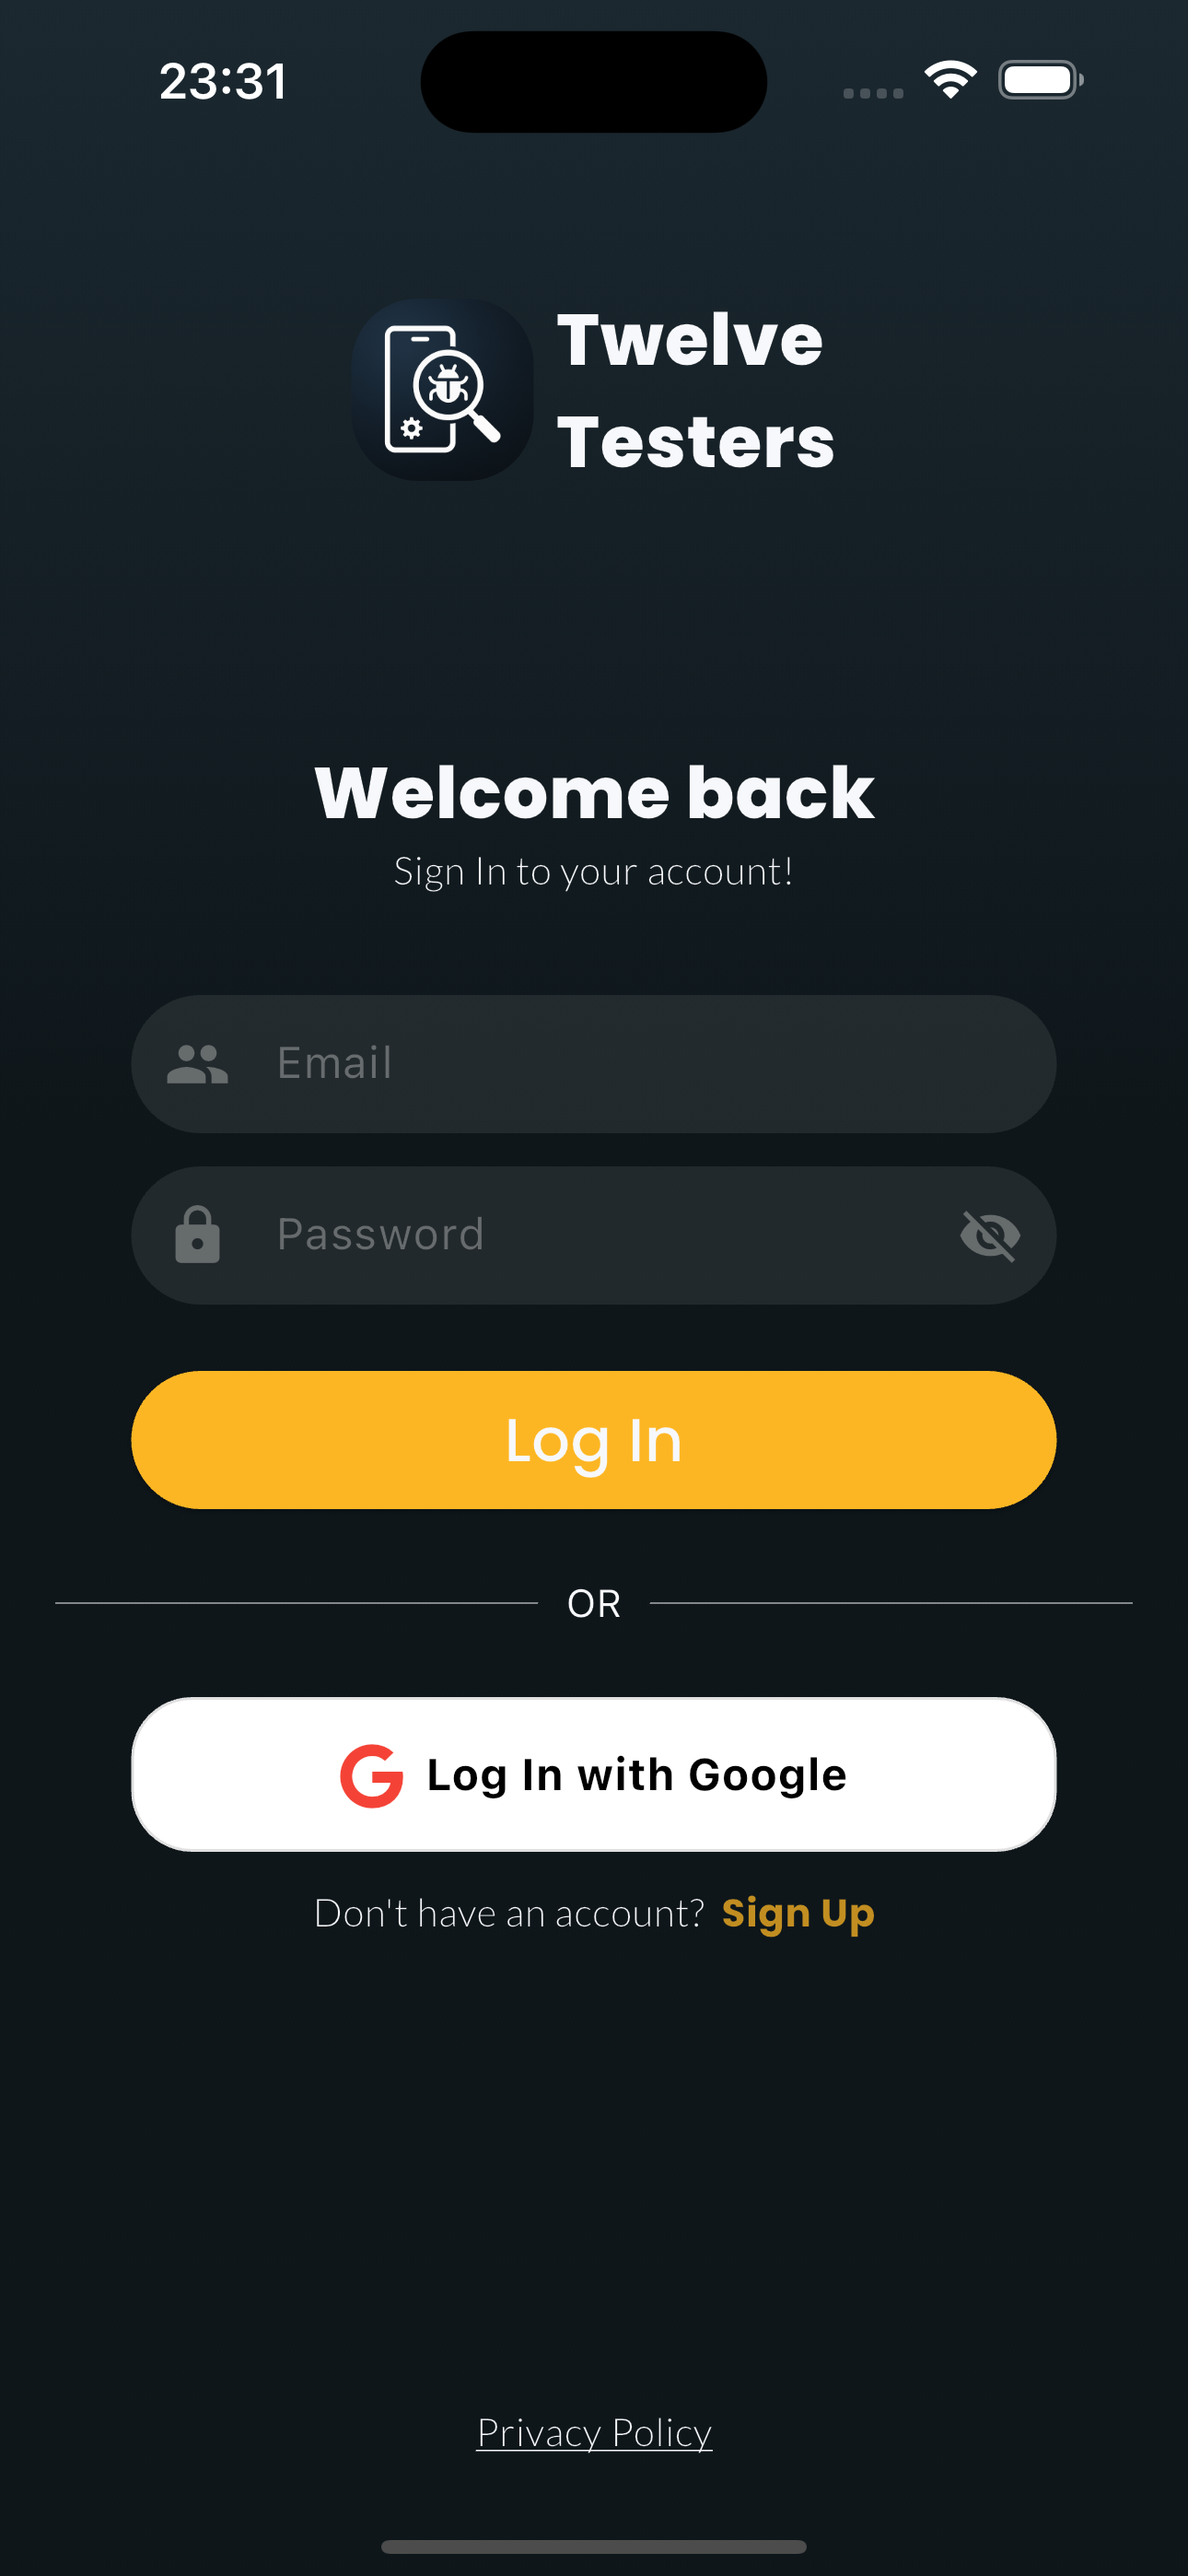 23:31
Twelve
Testers
Welcome back
Sign In to your account!
Email
Password
Log In
OR
Log In with Google
Don't have an account? Sign Up
Privacy Policy